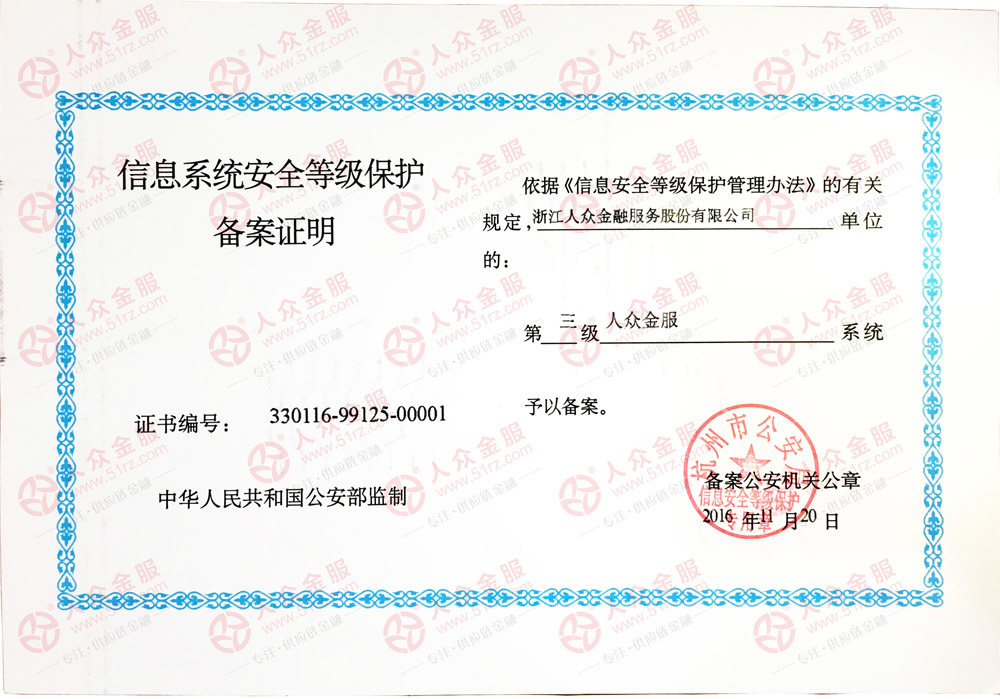 信息系统安全等级保护
备案证明
证书编号: 330116-99125-00001
中华人民共和国公安部监制
依据《信息安全等级保护管理办法》的有关
规定, 浙江人众金融服务股份有限公司 单位
的:
第 三 级 人众金服 系统
予以备案。
杭州市公安局
备案公安机关公章
信息安全等级保护
2016 年 11 月 20 日
专用章
人众金服
www.51rz.com
专注·供应链金融